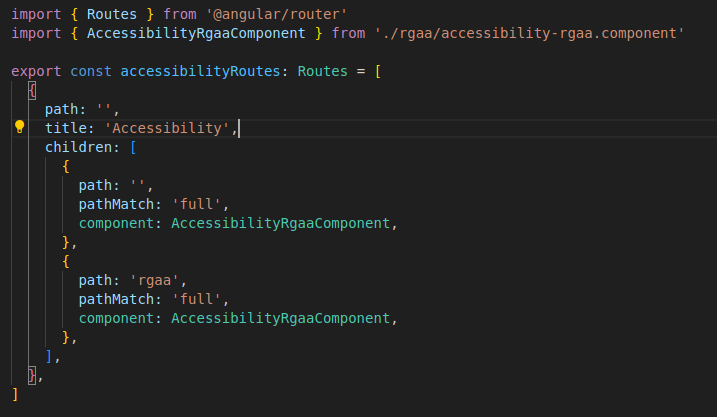 import { Routes } from '@angular/router'
import { AccessibilityRgaaComponent } from './rgaa/accessibility-rgaa.component'

export const accessibilityRoutes: Routes = [
  {
    path: '',
    title: 'Accessibility',
    children: [
      {
        path: '',
        pathMatch: 'full',
        component: AccessibilityRgaaComponent,
      },
      {
        path: 'rgaa',
        pathMatch: 'full',
        component: AccessibilityRgaaComponent,
      },
    ],
  },
]